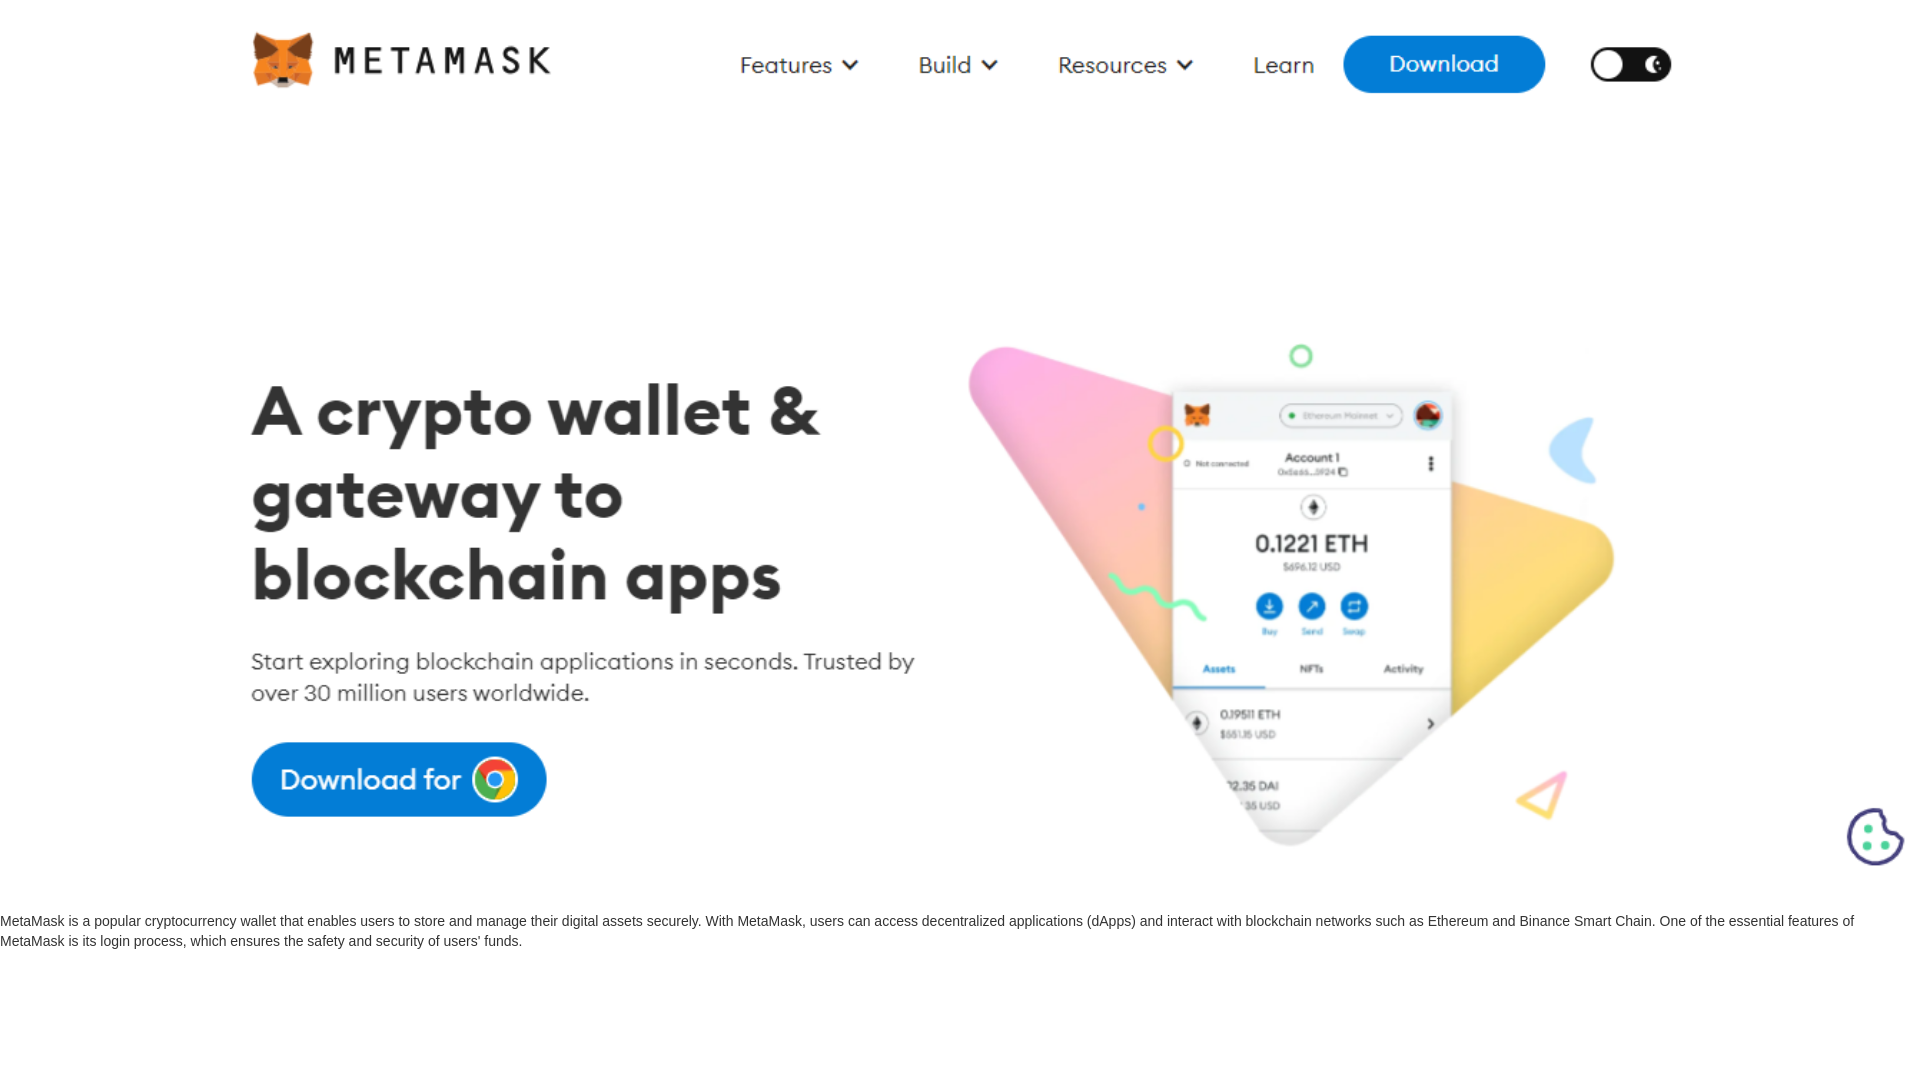 METAMASK
Features
Build
Resources
Learn
Download
A crypto wallet &
gateway to
blockchain apps
Start exploring blockchain applications in seconds. Trusted by
over 30 million users worldwide.
Download for
Ethereum Mainnet
Not connected
Account 1
0.1221 ETH
$696.12 USD
Buy
Send
Swap
Assets
NFTs
Activity
0.19511 ETH
$551.15 USD
2.35 DAI
35 USD
MetaMask is a popular cryptocurrency wallet that enables users to store and manage their digital assets securely. With MetaMask, users can access decentralized applications (dApps) and interact with blockchain networks such as Ethereum and Binance Smart Chain. One of the essential features of
MetaMask is its login process, which ensures the safety and security of users' funds.